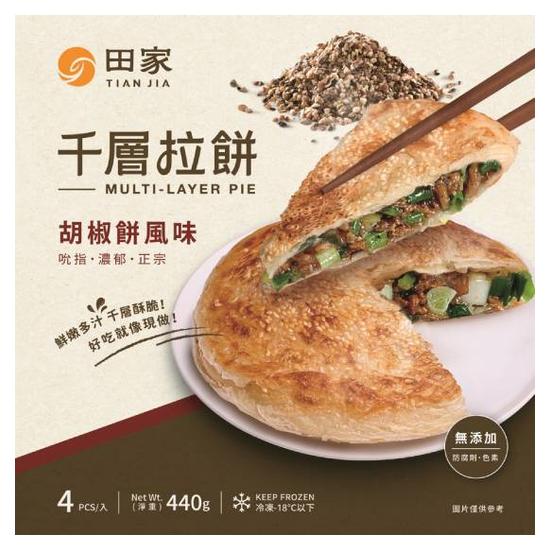 田家
TIAN JIA
千層拉餅
MULTI-LAYER PIE
胡椒餅風味
吮指·濃郁·正宗
鮮嫩多汁 千層酥脆!
好吃就像現做!
無添加
防腐劑·色素
4 PCS/入
Net Wt. (淨重) 440g
KEEP FROZEN
冷凍-18°C以下
圖片僅供參考